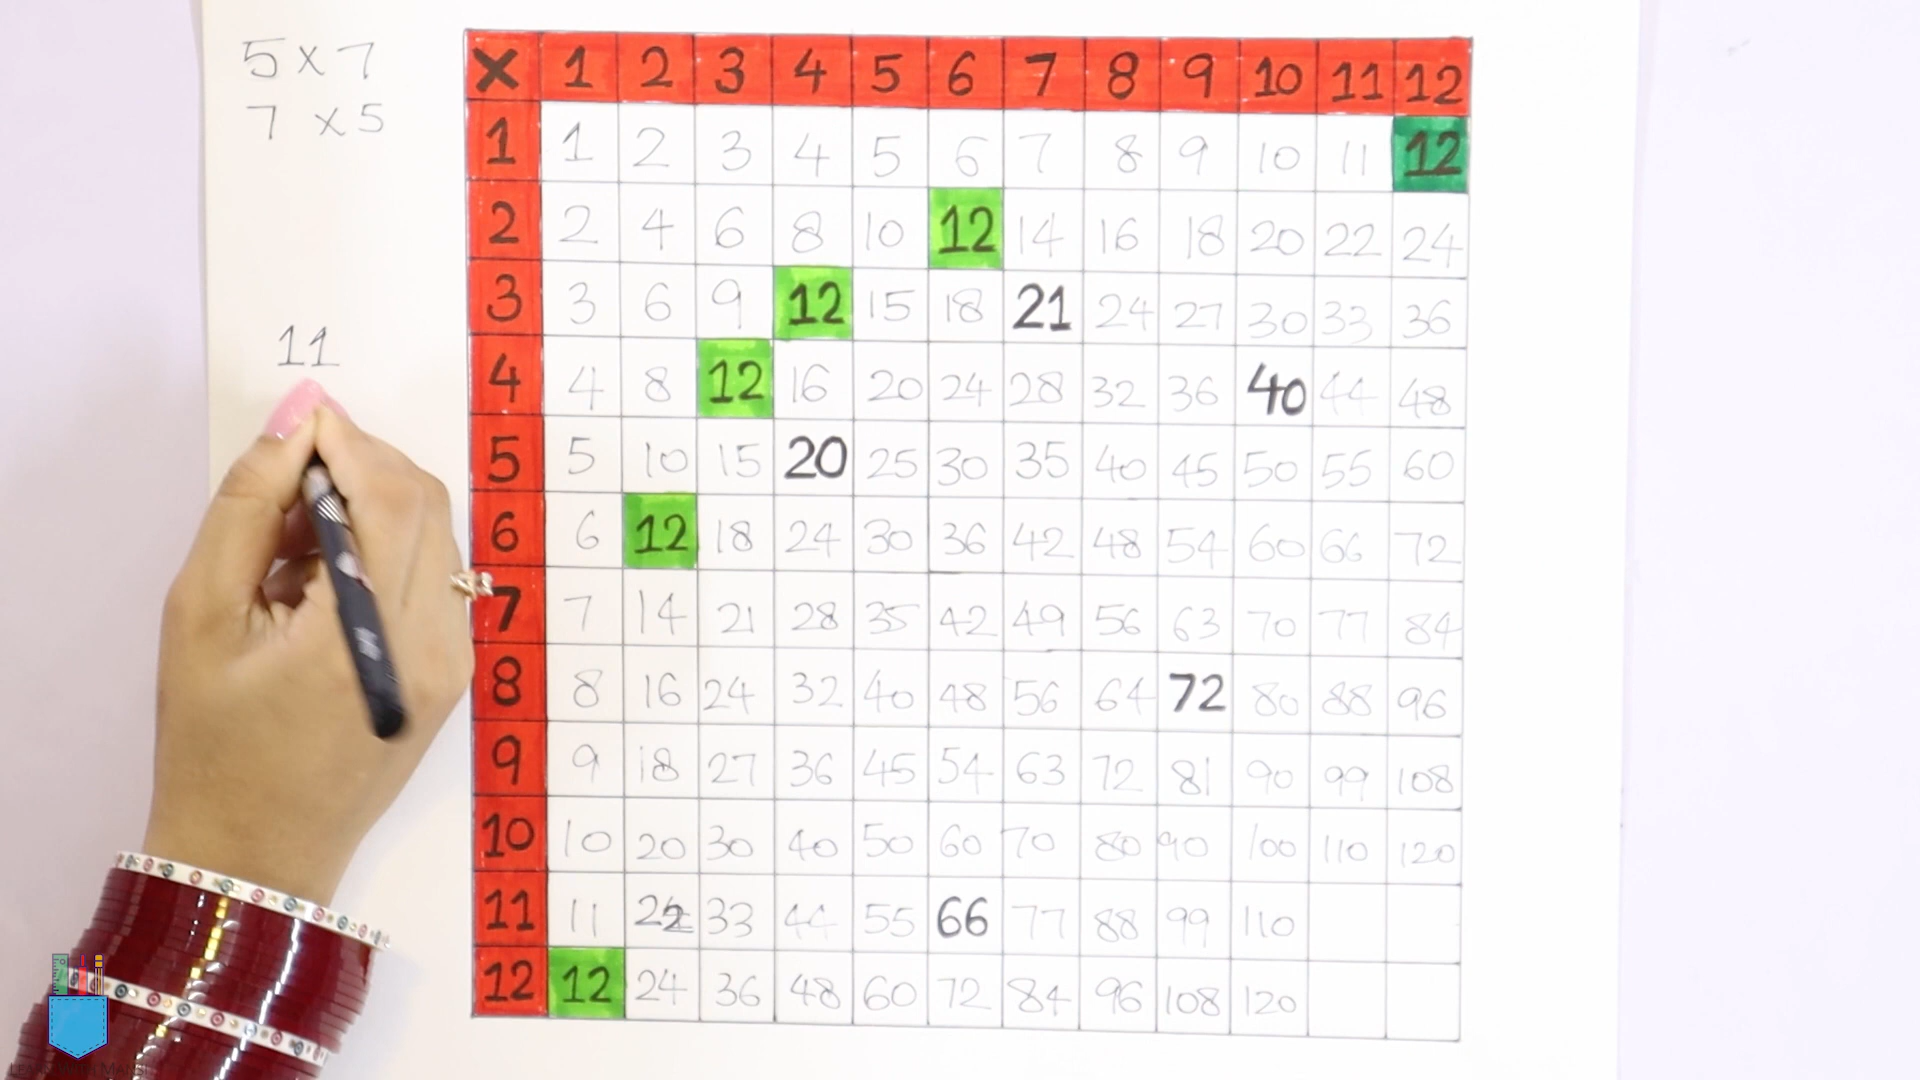 5 x 7
7 x 5
11
X 1 2 3 4 5 6 7 8 9 10 11 12
1 1 2 3 4 5 6 7 8 9 10 11 12
2 2 4 6 8 10 12 14 16 18 20 22 24
3 3 6 9 12 15 18 21 24 27 30 33 36
4 4 8 12 16 20 24 28 32 36 40 44 48
5 5 10 15 20 25 30 35 40 45 50 55 60
6 6 12 18 24 30 36 42 48 54 60 66 72
7 7 14 21 28 35 42 49 56 63 70 77 84
8 8 16 24 32 40 48 56 64 72 80 88 96
9 9 18 27 36 45 54 63 72 81 90 99 108
10 10 20 30 40 50 60 70 80 90 100 110 120
11 11 22 33 44 55 66 77 88 99 110
12 12 24 36 48 60 72 84 96 108 120